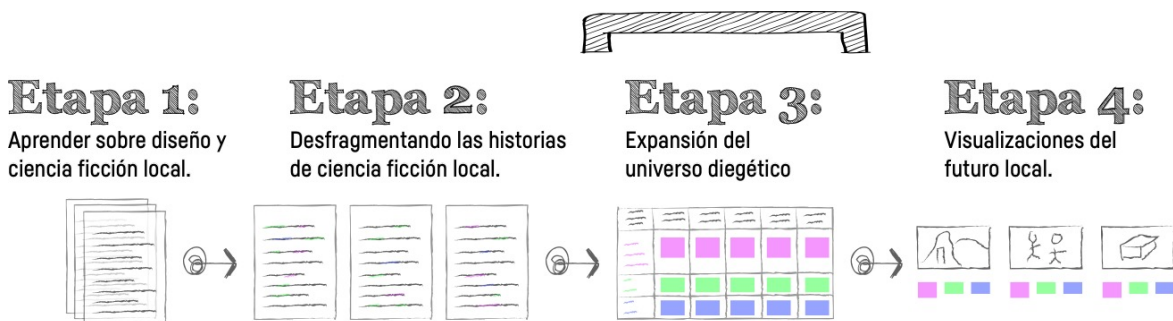 Etapa 1:
Aprender sobre diseño y
ciencia ficción local.
Etapa 2:
Desfragmentando las historias
de ciencia ficción local.
Etapa 3:
Expansión del
universo diegético
Etapa 4:
Visualizaciones del
futuro local.